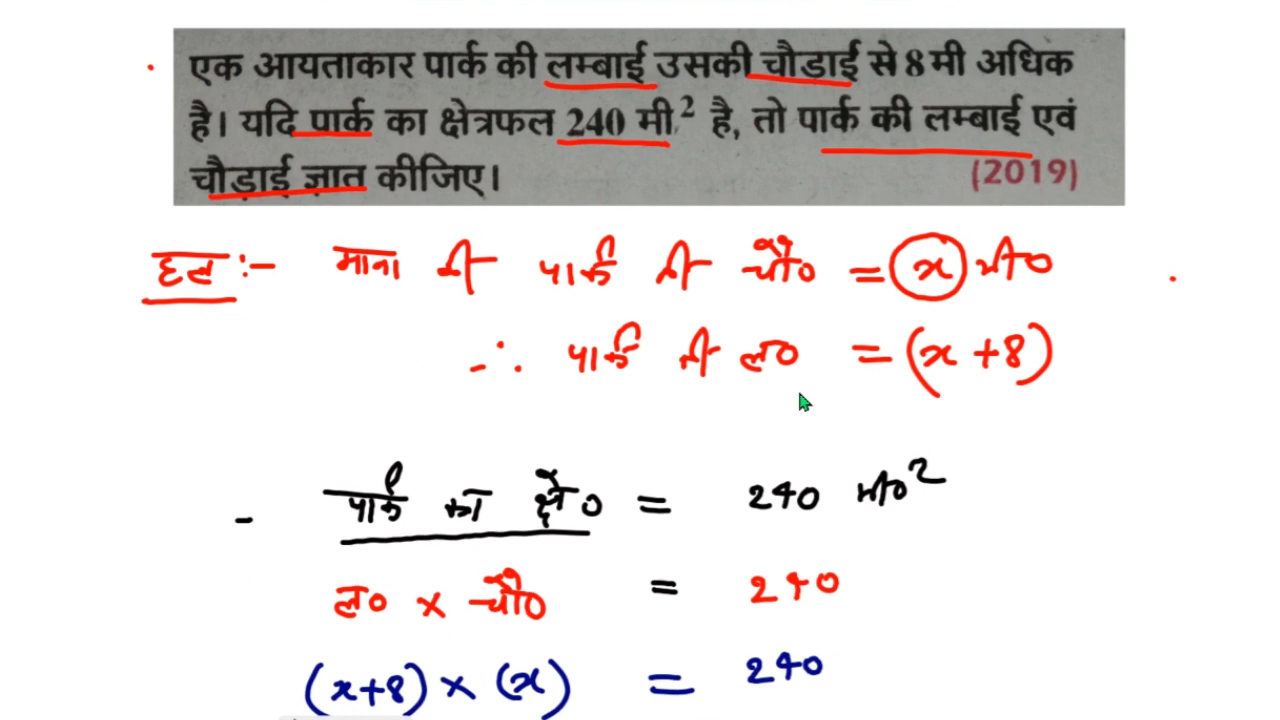 एक आयताकार पार्क की लम्बाई उसकी चौड़ाई से 8 मी अधिक
है। यदि पार्क का क्षेत्रफल 240 मी.² है, तो पार्क की लम्बाई एवं
चौड़ाई ज्ञात कीजिए। (2019)
हल :- माना की पार्क की चौ० = x मी०
∴ पार्क की ल० = (x +8)
पार्क का क्षे० = 240 मी०²
ल० × चौ० = 240
(x+8) × (x) = 240